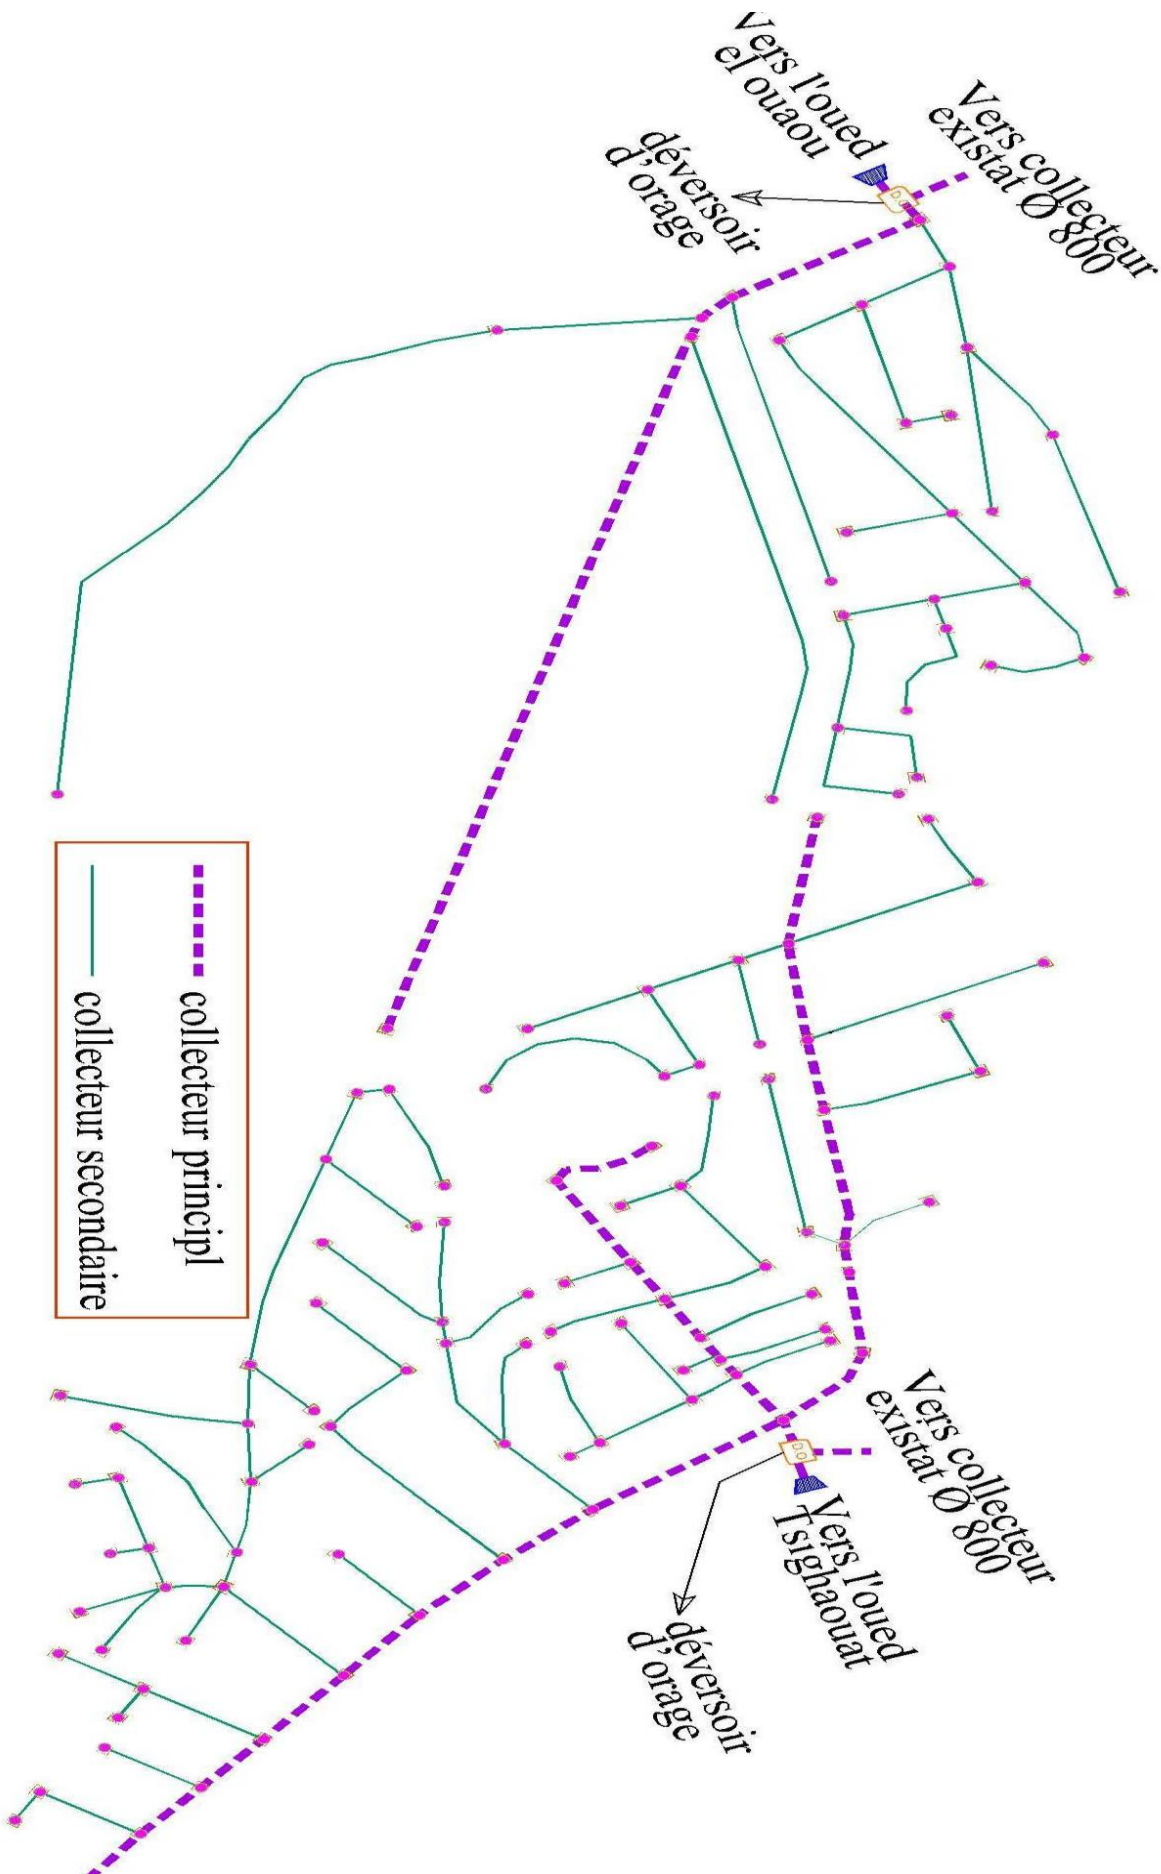 Vers l'oued
el ouaou
Vers collecteur
existat Ø 800
déversoir
d'orage
D.O
Vers collecteur
existat Ø 800
D.O
Vers l'oued
Tsighaouat
déversoir
d'orage
collecteur principl
collecteur secondaire